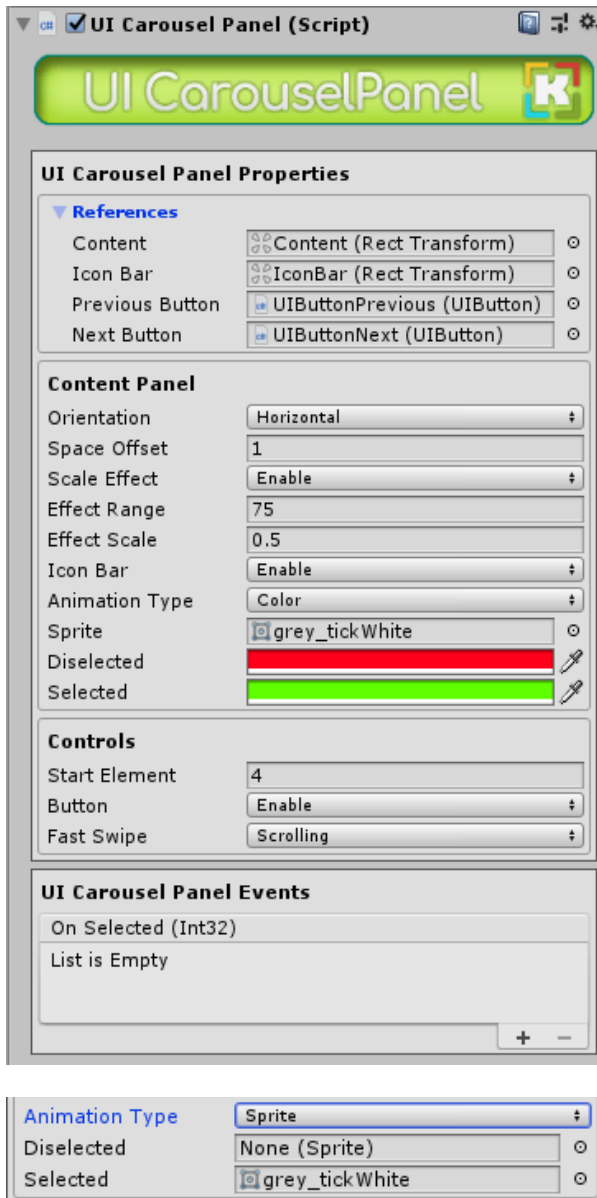 UI Carousel Panel (Script)
UI CarouselPanel K
UI Carousel Panel Properties
References
Content Content (Rect Transform)
Icon Bar IconBar (Rect Transform)
Previous Button UIButtonPrevious (UIButton)
Next Button UIButtonNext (UIButton)
Content Panel
Orientation Horizontal
Space Offset 1
Scale Effect Enable
Effect Range 75
Effect Scale 0.5
Icon Bar Enable
Animation Type Color
Sprite grey_tickWhite
Diselected
Selected
Controls
Start Element 4
Button Enable
Fast Swipe Scrolling
UI Carousel Panel Events
On Selected (Int32)
List is Empty
+ −
Animation Type Sprite
Diselected None (Sprite)
Selected grey_tickWhite